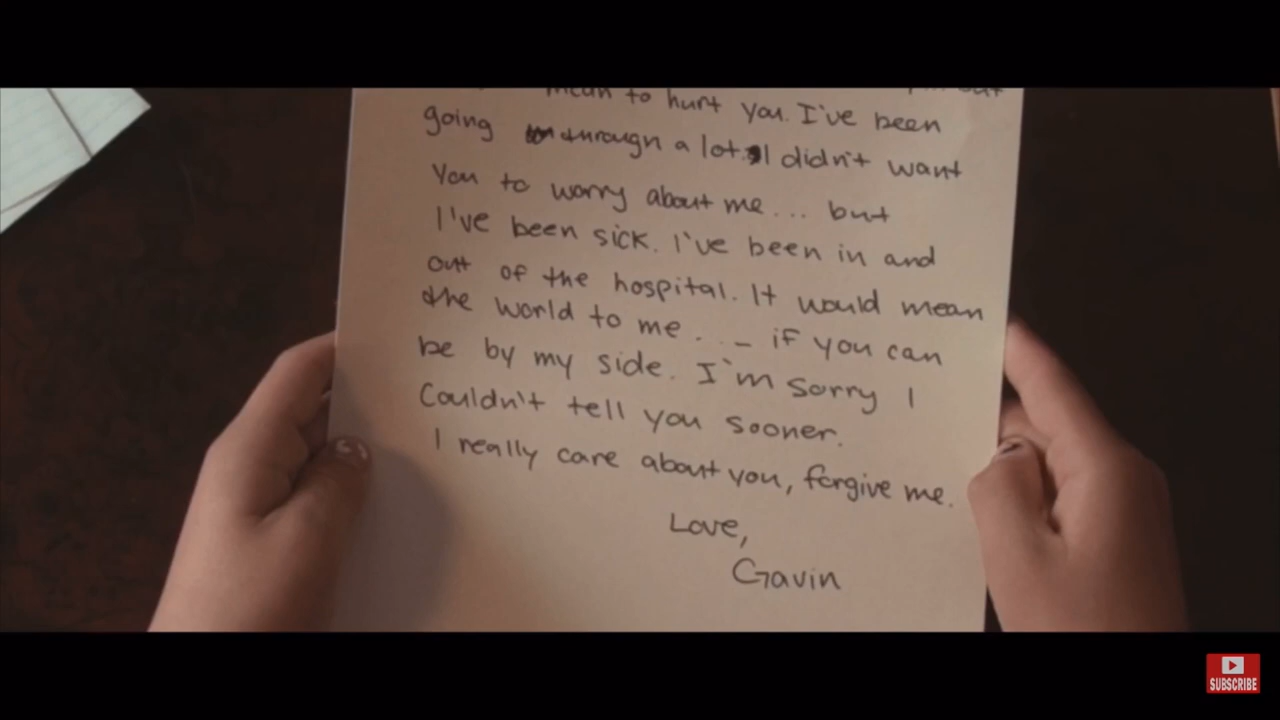 mean to hurt you. I've been
going through a lot. I didn't want
you to worry about me... but
I've been sick. I've been in and
out of the hospital. It would mean
the world to me... if you can
be by my side. I'm sorry I
couldn't tell you sooner.
I really care about you, forgive me.
Love,
Gavin
SUBSCRIBE